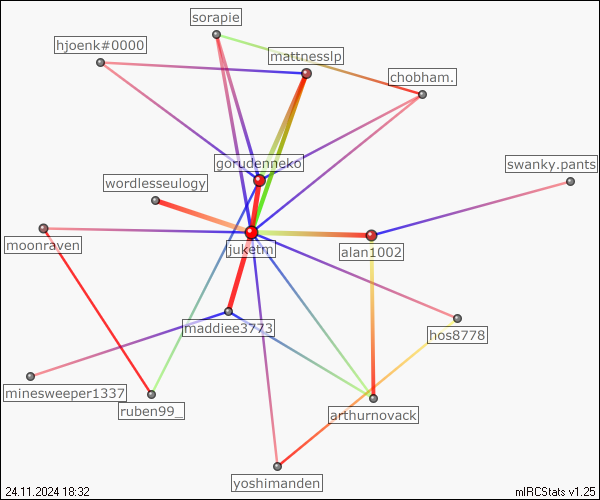 sorapie
hjoenk#0000
mattnesslp
chobham.
gorudenneko
swanky.pants
wordlesseulogy
moonraven
juketm
alan1002
maddiee3773
hos8778
minesweeper1337
ruben99_
arthurnovack
yoshimanden
24.11.2024 18:32
mIRCStats v1.25